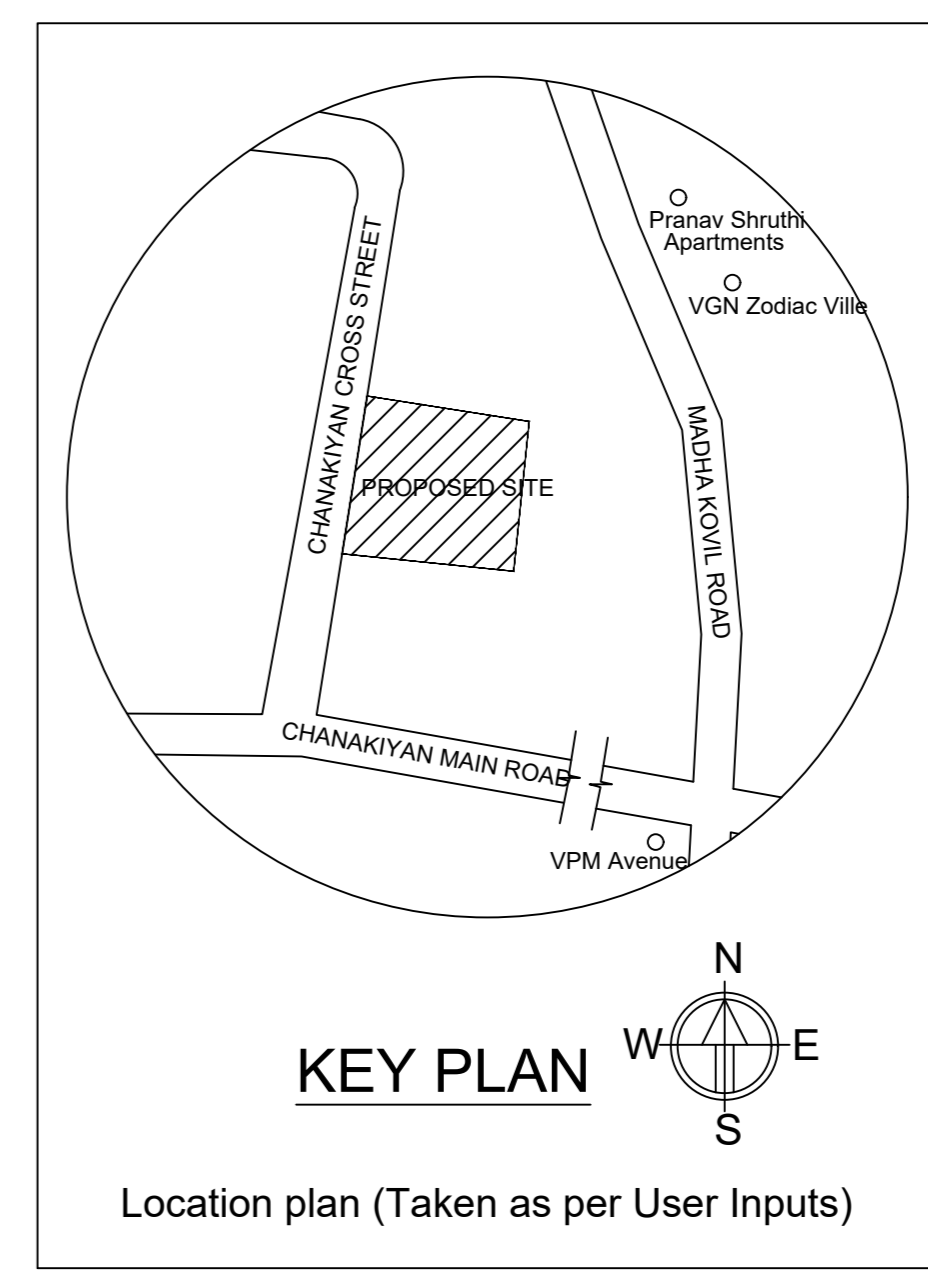 Pranav Shruthi
Apartments
VGN Zodiac Ville
CHANAKIYAN CROSS STREET
PROPOSED SITE
MADHA KOVIL ROAD
CHANAKIYAN MAIN ROAD
VPM Avenue
N
W
E
S
KEY PLAN
Location plan (Taken as per User Inputs)